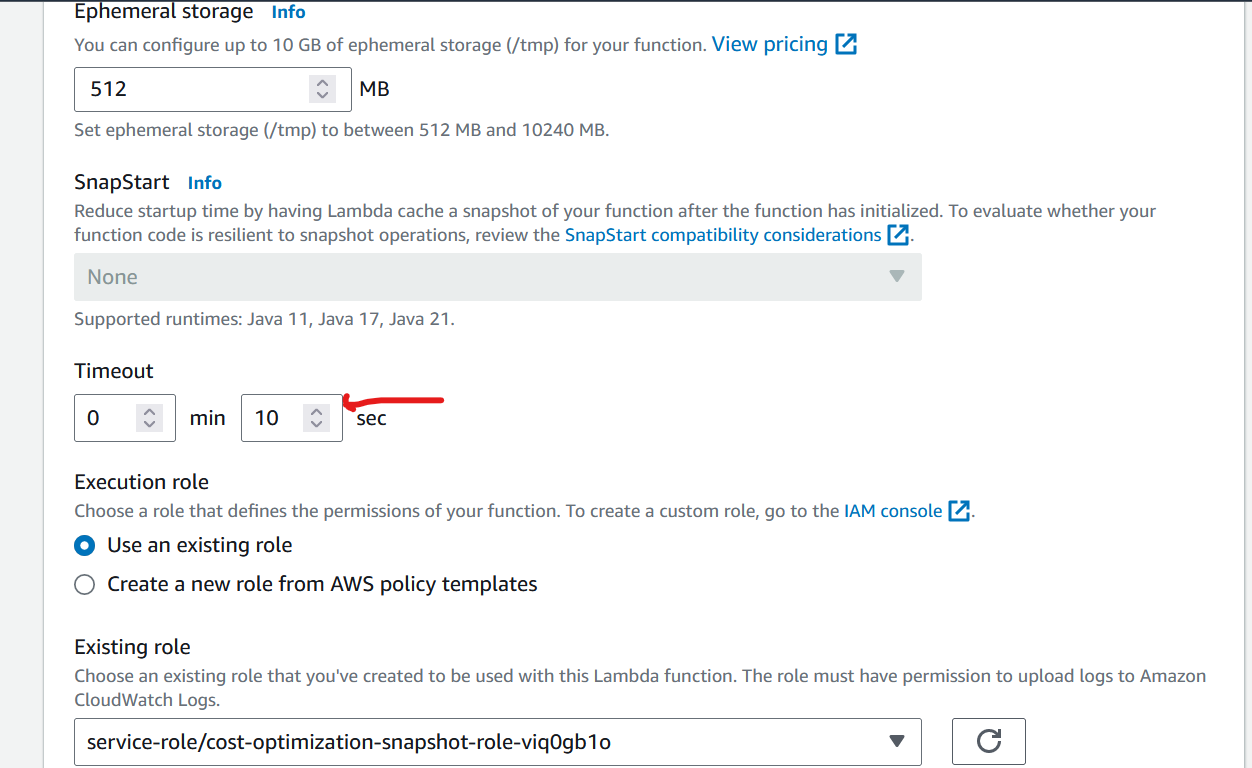 Ephemeral storage Info
You can configure up to 10 GB of ephemeral storage (/tmp) for your function. View pricing
512 MB
Set ephemeral storage (/tmp) to between 512 MB and 10240 MB.
SnapStart Info
Reduce startup time by having Lambda cache a snapshot of your function after the function has initialized. To evaluate whether your
function code is resilient to snapshot operations, review the SnapStart compatibility considerations.
None
Supported runtimes: Java 11, Java 17, Java 21.
Timeout
0 min 10 sec
Execution role
Choose a role that defines the permissions of your function. To create a custom role, go to the IAM console.
Use an existing role
Create a new role from AWS policy templates
Existing role
Choose an existing role that you've created to be used with this Lambda function. The role must have permission to upload logs to Amazon
CloudWatch Logs.
service-role/cost-optimization-snapshot-role-viq0gb1o